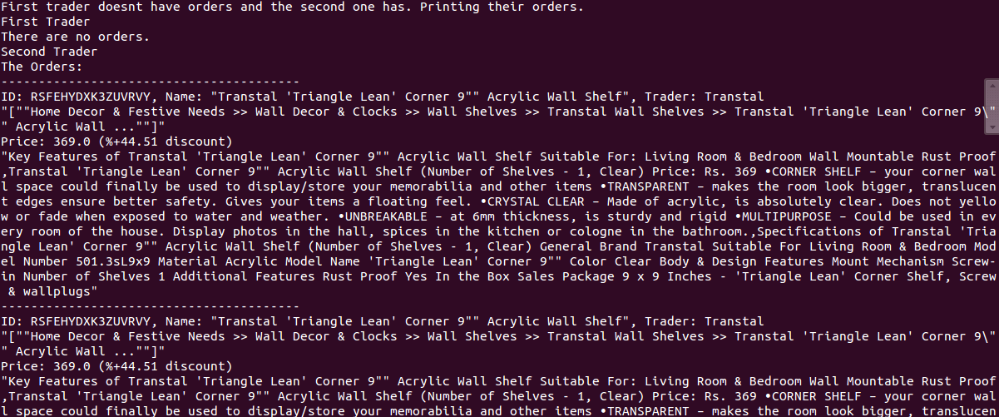 First trader doesnt have orders and the second one has. Printing their orders.
First Trader
There are no orders.
Second Trader
The Orders:
----------------------------------------
ID: RSFEHYDXK3ZUVRVY, Name: "Transtal 'Triangle Lean' Corner 9"" Acrylic Wall Shelf", Trader: Transtal
"[""Home Decor & Festive Needs >> Wall Decor & Clocks >> Wall Shelves >> Transtal Wall Shelves >> Transtal 'Triangle Lean' Corner 9\"
" Acrylic Wall ...""]"
Price: 369.0 (%+44.51 discount)
"Key Features of Transtal 'Triangle Lean' Corner 9"" Acrylic Wall Shelf Suitable For: Living Room & Bedroom Wall Mountable Rust Proof
,Transtal 'Triangle Lean' Corner 9"" Acrylic Wall Shelf (Number of Shelves - 1, Clear) Price: Rs. 369 •CORNER SHELF – your corner wal
l space could finally be used to display/store your memorabilia and other items •TRANSPARENT – makes the room look bigger, translucen
t edges ensure better safety. Gives your items a floating feel. •CRYSTAL CLEAR – Made of acrylic, is absolutely clear. Does not yello
w or fade when exposed to water and weather. •UNBREAKABLE – at 6mm thickness, is sturdy and rigid •MULTIPURPOSE – Could be used in ev
ery room of the house. Display photos in the hall, spices in the kitchen or cologne in the bathroom.,Specifications of Transtal 'Tria
ngle Lean' Corner 9"" Acrylic Wall Shelf (Number of Shelves - 1, Clear) General Brand Transtal Suitable For Living Room & Bedroom Mod
el Number 501.3sL9x9 Material Acrylic Model Name 'Triangle Lean' Corner 9"" Color Clear Body & Design Features Mount Mechanism Screw-
in Number of Shelves 1 Additional Features Rust Proof Yes In the Box Sales Package 9 x 9 Inches - 'Triangle Lean' Corner Shelf, Screw
 & wallplugs"
----------------------------------------
ID: RSFEHYDXK3ZUVRVY, Name: "Transtal 'Triangle Lean' Corner 9"" Acrylic Wall Shelf", Trader: Transtal
"[""Home Decor & Festive Needs >> Wall Decor & Clocks >> Wall Shelves >> Transtal Wall Shelves >> Transtal 'Triangle Lean' Corner 9\"
" Acrylic Wall ...""]"
Price: 369.0 (%+44.51 discount)
"Key Features of Transtal 'Triangle Lean' Corner 9"" Acrylic Wall Shelf Suitable For: Living Room & Bedroom Wall Mountable Rust Proof
,Transtal 'Triangle Lean' Corner 9"" Acrylic Wall Shelf (Number of Shelves - 1, Clear) Price: Rs. 369 •CORNER SHELF – your corner wal
l space could finally be used to display/store your memorabilia and other items •TRANSPARENT – makes the room look bigger, translucen